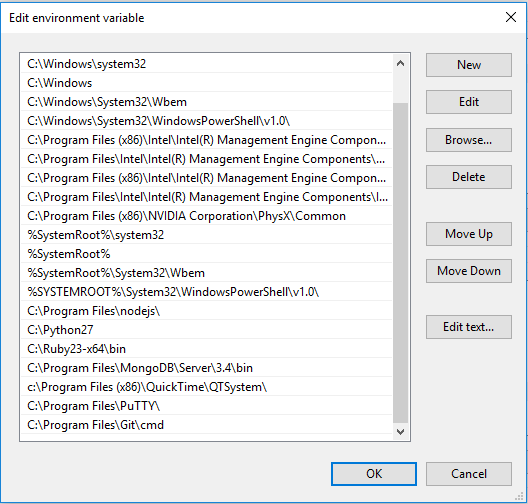 Edit environment variable
C:\Windows\system32
C:\Windows
C:\Windows\System32\Wbem
C:\Windows\System32\WindowsPowerShell\v1.0\
C:\Program Files (x86)\Intel\Intel(R) Management Engine Compon...
C:\Program Files\Intel\Intel(R) Management Engine Components\...
C:\Program Files (x86)\Intel\Intel(R) Management Engine Compon...
C:\Program Files\Intel\Intel(R) Management Engine Components\I...
C:\Program Files (x86)\NVIDIA Corporation\PhysX\Common
%SystemRoot%\system32
%SystemRoot%
%SystemRoot%\System32\Wbem
%SYSTEMROOT%\System32\WindowsPowerShell\v1.0\
C:\Program Files\nodejs\
C:\Python27
C:\Ruby23-x64\bin
C:\Program Files\MongoDB\Server\3.4\bin
c:\Program Files (x86)\QuickTime\QTSystem\
C:\Program Files\PuTTY\
C:\Program Files\Git\cmd
New
Edit
Browse...
Delete
Move Up
Move Down
Edit text...
OK
Cancel